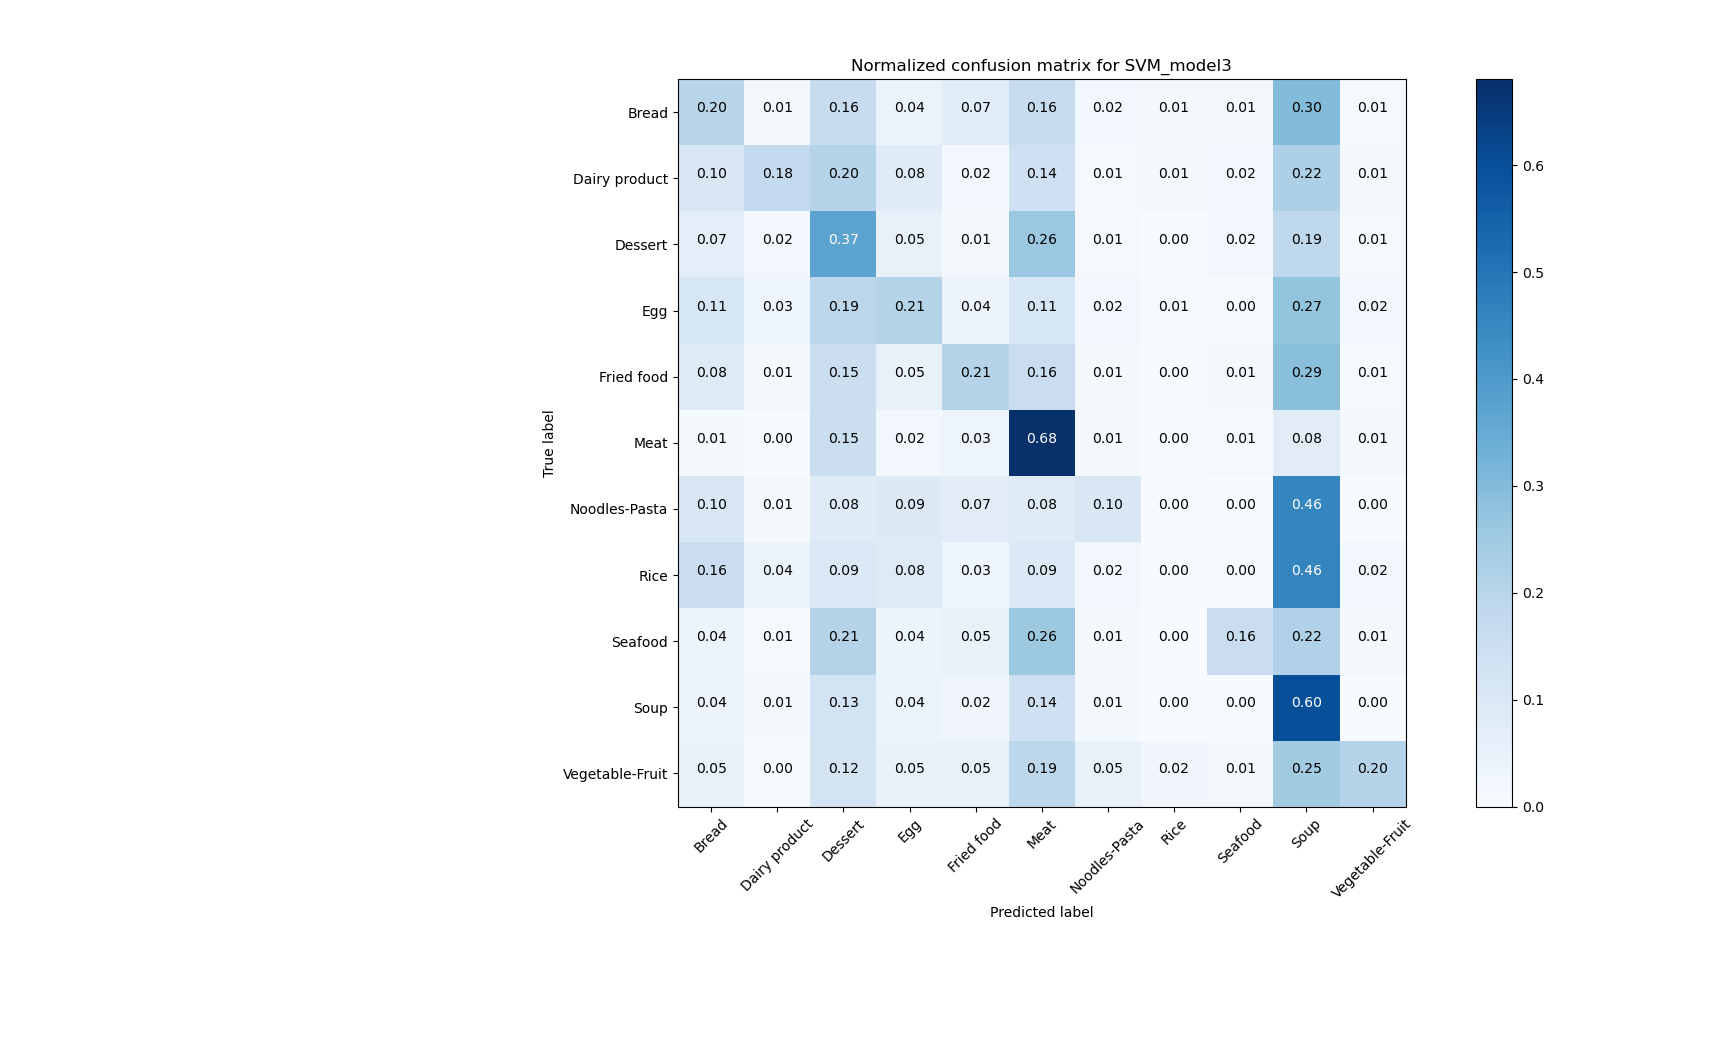 Normalized confusion matrix for SVM_model3
Bread 0.20 0.01 0.16 0.04 0.07 0.16 0.02 0.01 0.01 0.30 0.01
Dairy product 0.10 0.18 0.20 0.08 0.02 0.14 0.01 0.01 0.02 0.22 0.01
Dessert 0.07 0.02 0.37 0.05 0.01 0.26 0.01 0.00 0.02 0.19 0.01
Egg 0.11 0.03 0.19 0.21 0.04 0.11 0.02 0.01 0.00 0.27 0.02
Fried food 0.08 0.01 0.15 0.05 0.21 0.16 0.01 0.00 0.01 0.29 0.01
Meat 0.01 0.00 0.15 0.02 0.03 0.68 0.01 0.00 0.01 0.08 0.01
Noodles-Pasta 0.10 0.01 0.08 0.09 0.07 0.08 0.10 0.00 0.00 0.46 0.00
Rice 0.16 0.04 0.09 0.08 0.03 0.09 0.02 0.00 0.00 0.46 0.02
Seafood 0.04 0.01 0.21 0.04 0.05 0.26 0.01 0.00 0.16 0.22 0.01
Soup 0.04 0.01 0.13 0.04 0.02 0.14 0.01 0.00 0.00 0.60 0.00
Vegetable-Fruit 0.05 0.00 0.12 0.05 0.05 0.19 0.05 0.02 0.01 0.25 0.20
True label
Bread Dairy product Dessert Egg Fried food Meat Noodles-Pasta Rice Seafood Soup Vegetable-Fruit
Predicted label
0.6
0.5
0.4
0.3
0.2
0.1
0.0